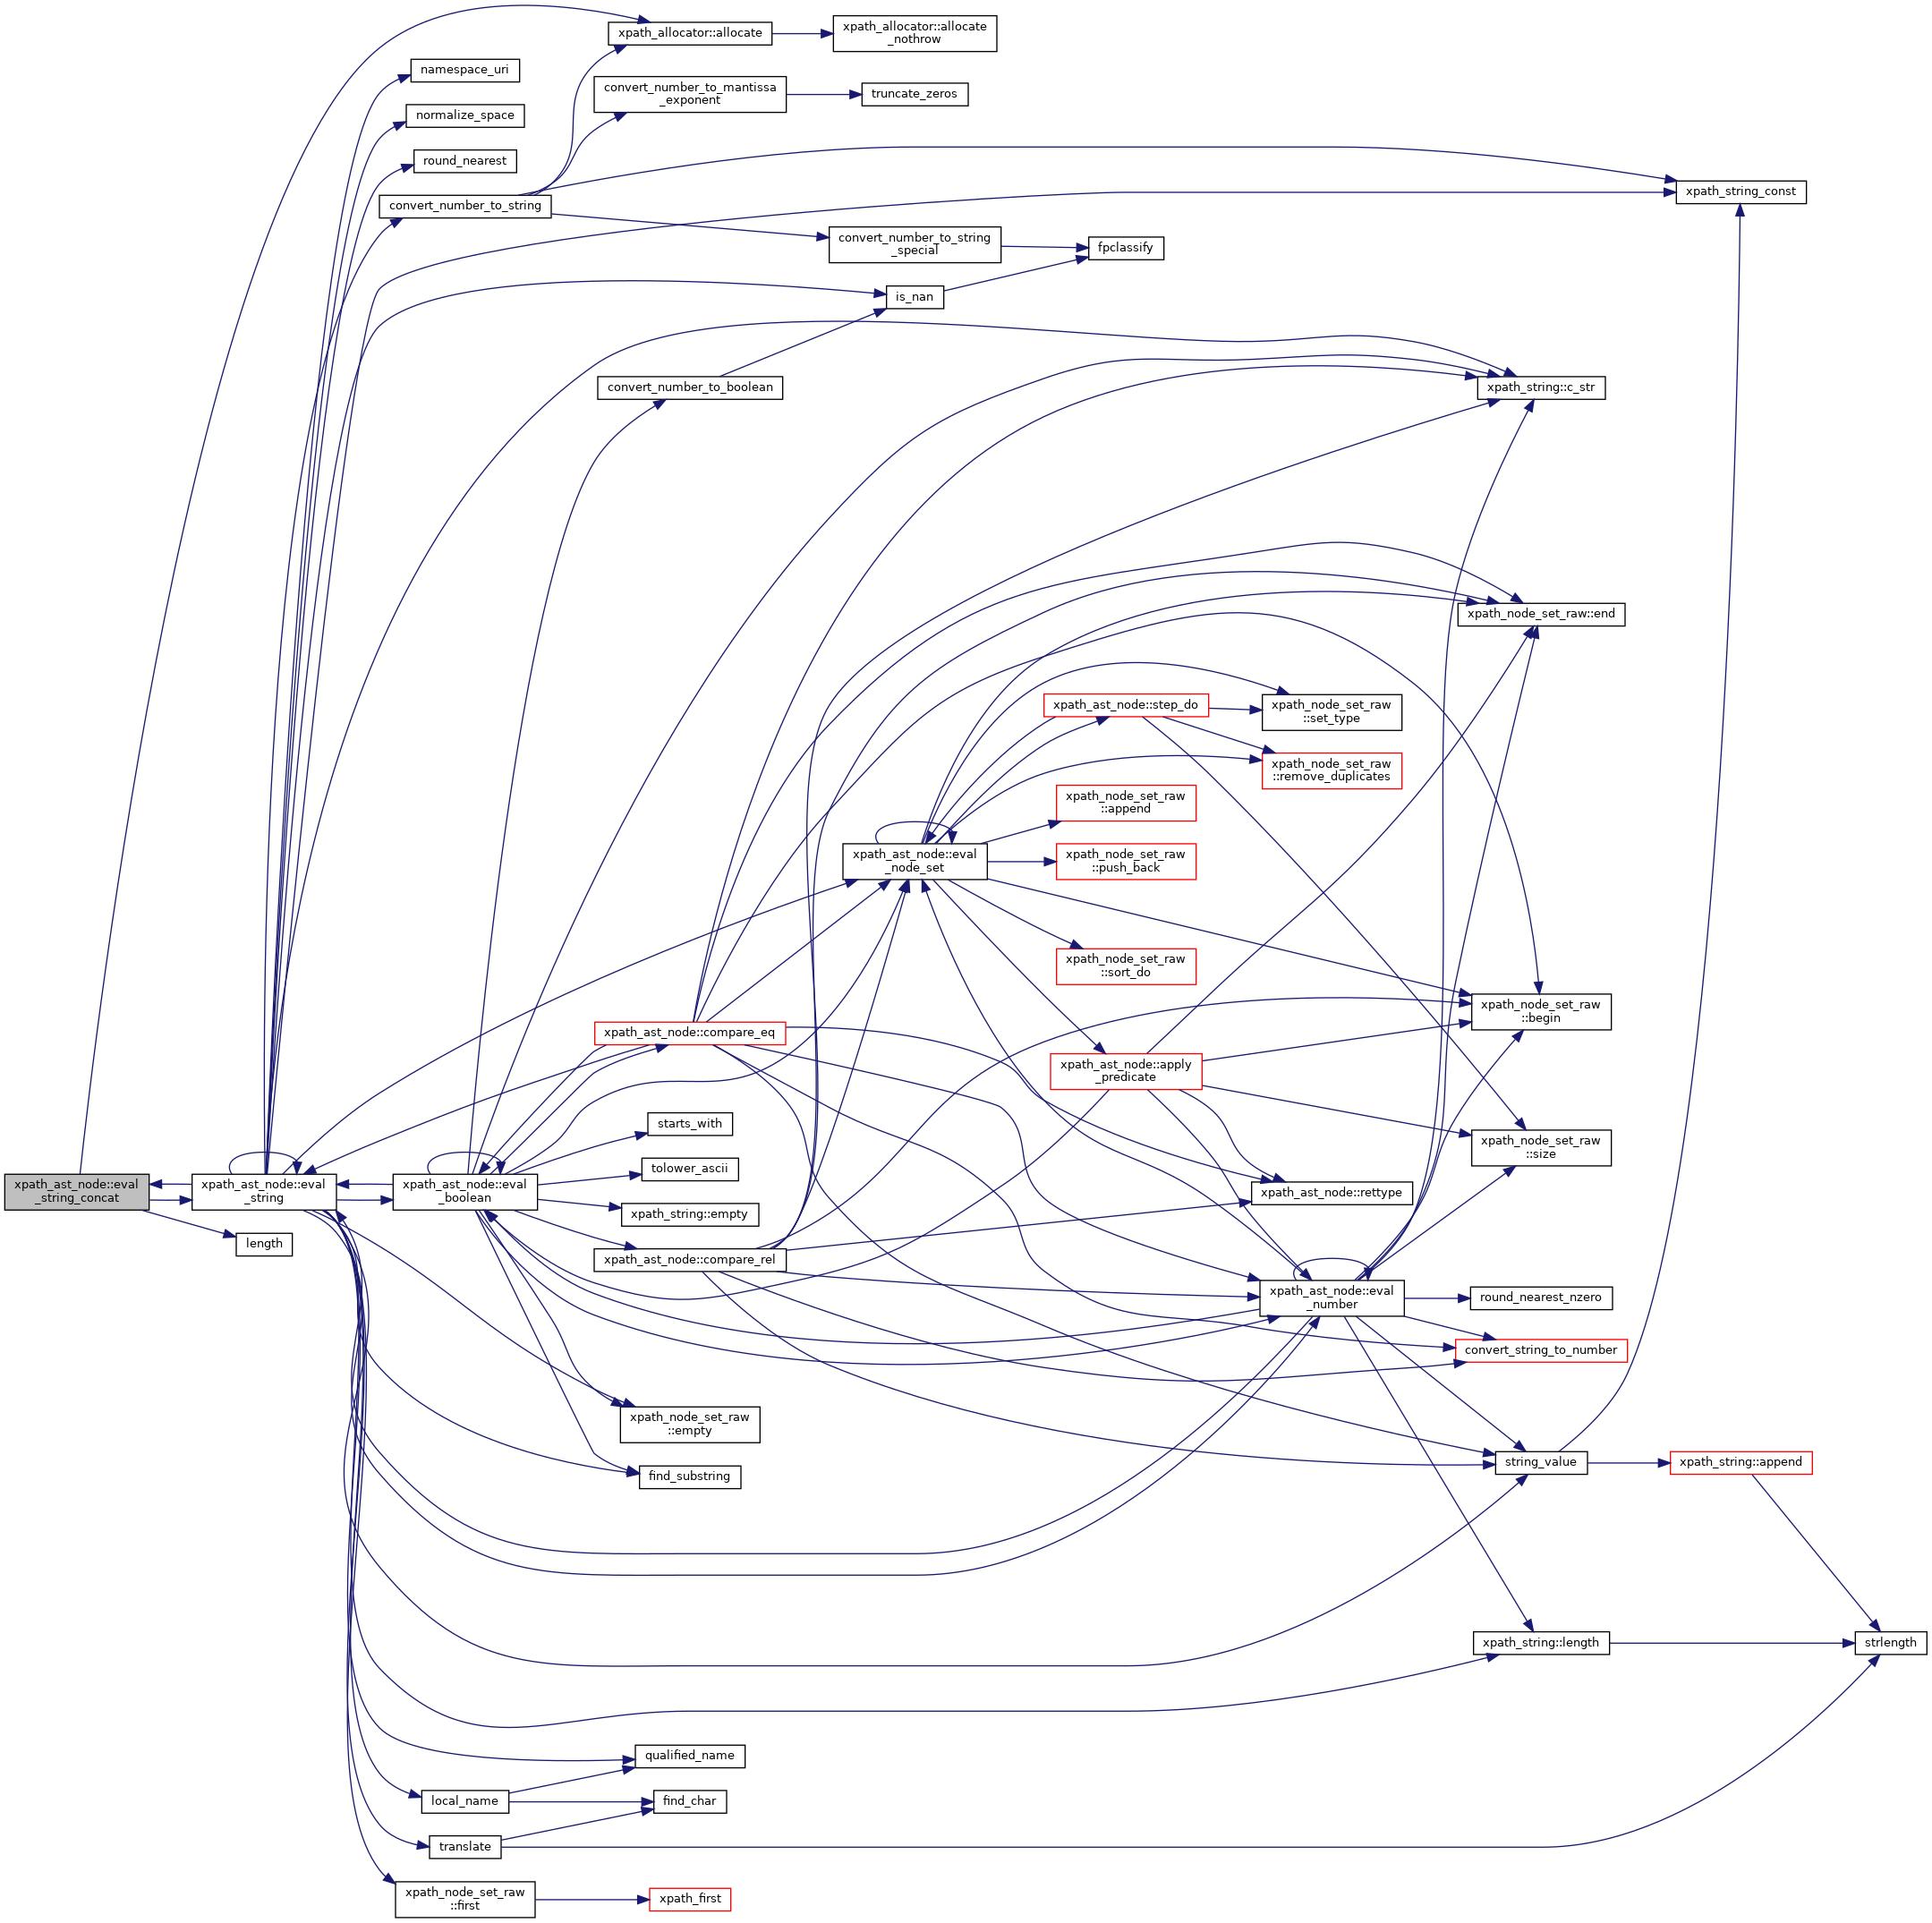 xpath_allocator::allocate
xpath_allocator::allocate
_nothrow
namespace_uri
convert_number_to_mantissa
_exponent
truncate_zeros
normalize_space
round_nearest
xpath_string_const
convert_number_to_string
convert_number_to_string
_special
fpclassify
is_nan
convert_number_to_boolean
xpath_string::c_str
xpath_node_set_raw::end
xpath_ast_node::step_do
xpath_node_set_raw
::set_type
xpath_node_set_raw
::remove_duplicates
xpath_node_set_raw
::append
xpath_ast_node::eval
_node_set
xpath_node_set_raw
::push_back
xpath_node_set_raw
::sort_do
xpath_node_set_raw
::begin
xpath_ast_node::compare_eq
xpath_ast_node::apply
_predicate
starts_with
xpath_node_set_raw
::size
tolower_ascii
xpath_ast_node::eval
_string_concat
xpath_ast_node::eval
_string
xpath_ast_node::eval
_boolean
xpath_ast_node::rettype
xpath_string::empty
length
xpath_ast_node::compare_rel
xpath_ast_node::eval
_number
round_nearest_nzero
convert_string_to_number
xpath_node_set_raw
::empty
string_value
xpath_string::append
find_substring
xpath_string::length
strlength
qualified_name
local_name
find_char
translate
xpath_node_set_raw
::first
xpath_first